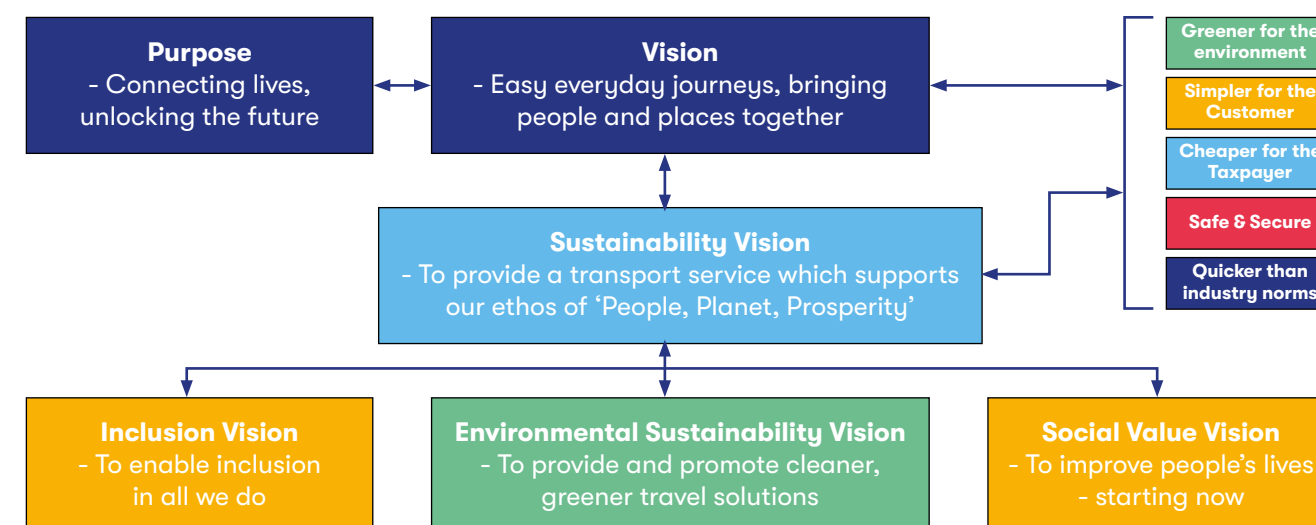 Purpose
- Connecting lives,
unlocking the future
Vision
- Easy everyday journeys, bringing
people and places together
Greener for the
environment
Simpler for the
Customer
Cheaper for the
Taxpayer
Safe & Secure
Quicker than
industry norms
Sustainability Vision
- To provide a transport service which supports
our ethos of ‘People, Planet, Prosperity’
Inclusion Vision
- To enable inclusion
in all we do
Environmental Sustainability Vision
- To provide and promote cleaner,
greener travel solutions
Social Value Vision
- To improve people’s lives
- starting now